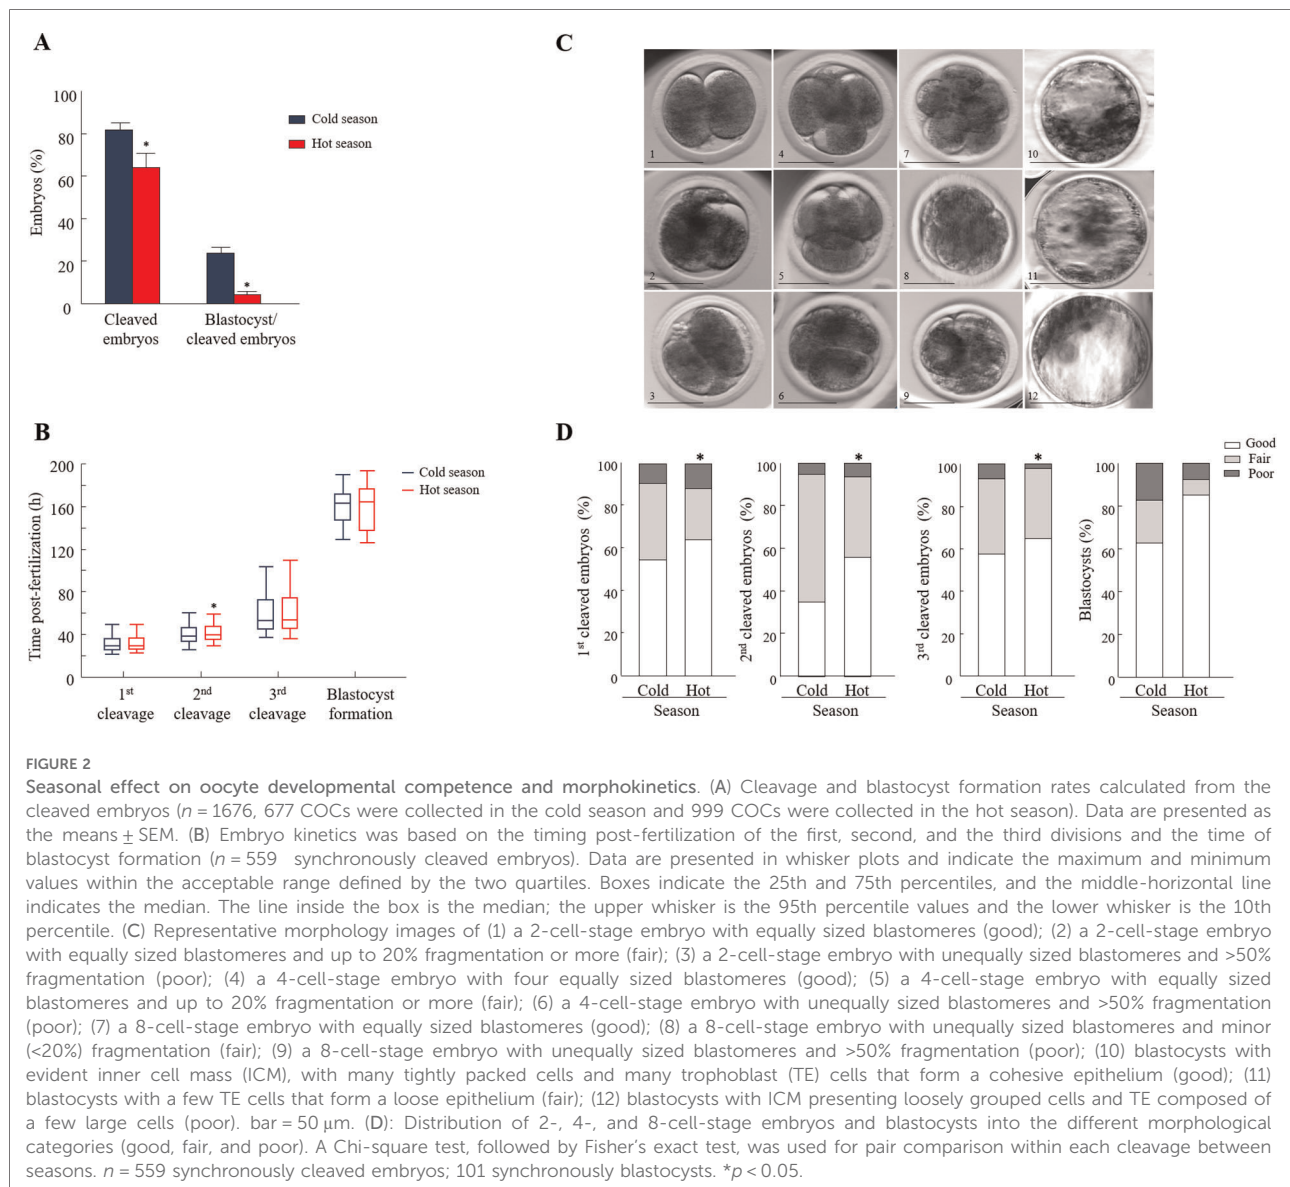 A
100
80
60
40
20
0
Embryos (%)
Cold season
Hot season
*
*
Cleaved
embryos
Blastocyst/
cleaved embryos
C
1
4
7
10
2
5
8
11
3
6
9
12
B
200
160
120
80
40
0
Time post-fertilization (h)
Cold season
Hot season
*
1st
cleavage
2nd
cleavage
3rd
cleavage
Blastocyst
formation
D
Good
Fair
Poor
100
80
60
40
20
0
1st cleaved embryos (%)
*
Cold Hot
Season
100
80
60
40
20
0
2nd cleaved embryos (%)
*
Cold Hot
Season
100
80
60
40
20
0
3rd cleaved embryos (%)
*
Cold Hot
Season
100
80
60
40
20
0
Blastocysts (%)
Cold Hot
Season
FIGURE 2
Seasonal effect on oocyte developmental competence and morphokinetics. (A) Cleavage and blastocyst formation rates calculated from the
cleaved embryos (n = 1676, 677 COCs were collected in the cold season and 999 COCs were collected in the hot season). Data are presented as
the means ± SEM. (B) Embryo kinetics was based on the timing post-fertilization of the first, second, and the third divisions and the time of
blastocyst formation (n = 559 synchronously cleaved embryos). Data are presented in whisker plots and indicate the maximum and minimum
values within the acceptable range defined by the two quartiles. Boxes indicate the 25th and 75th percentiles, and the middle-horizontal line
indicates the median. The line inside the box is the median; the upper whisker is the 95th percentile values and the lower whisker is the 10th
percentile. (C) Representative morphology images of (1) a 2-cell-stage embryo with equally sized blastomeres (good); (2) a 2-cell-stage embryo
with equally sized blastomeres and up to 20% fragmentation or more (fair); (3) a 2-cell-stage embryo with unequally sized blastomeres and >50%
fragmentation (poor); (4) a 4-cell-stage embryo with four equally sized blastomeres (good); (5) a 4-cell-stage embryo with equally sized
blastomeres and up to 20% fragmentation or more (fair); (6) a 4-cell-stage embryo with unequally sized blastomeres and >50% fragmentation
(poor); (7) a 8-cell-stage embryo with equally sized blastomeres (good); (8) a 8-cell-stage embryo with unequally sized blastomeres and minor
(<20%) fragmentation (fair); (9) a 8-cell-stage embryo with unequally sized blastomeres and >50% fragmentation (poor); (10) blastocysts with
evident inner cell mass (ICM), with many tightly packed cells and many trophoblast (TE) cells that form a cohesive epithelium (good); (11)
blastocysts with a few TE cells that form a loose epithelium (fair); (12) blastocysts with ICM presenting loosely grouped cells and TE composed of
a few large cells (poor). bar = 50 μm. (D): Distribution of 2-, 4-, and 8-cell-stage embryos and blastocysts into the different morphological
categories (good, fair, and poor). A Chi-square test, followed by Fisher's exact test, was used for pair comparison within each cleavage between
seasons. n = 559 synchronously cleaved embryos; 101 synchronously blastocysts. *p < 0.05.